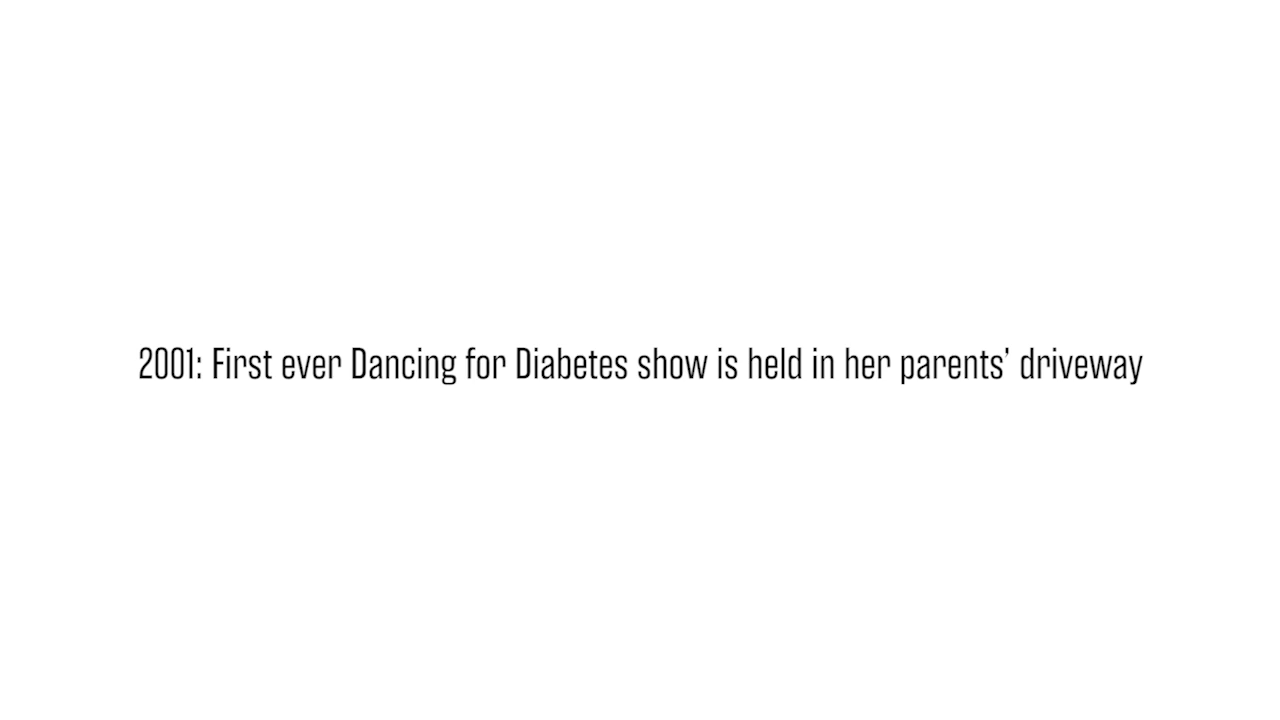 2001: First ever Dancing for Diabetes show is held in her parents’ driveway